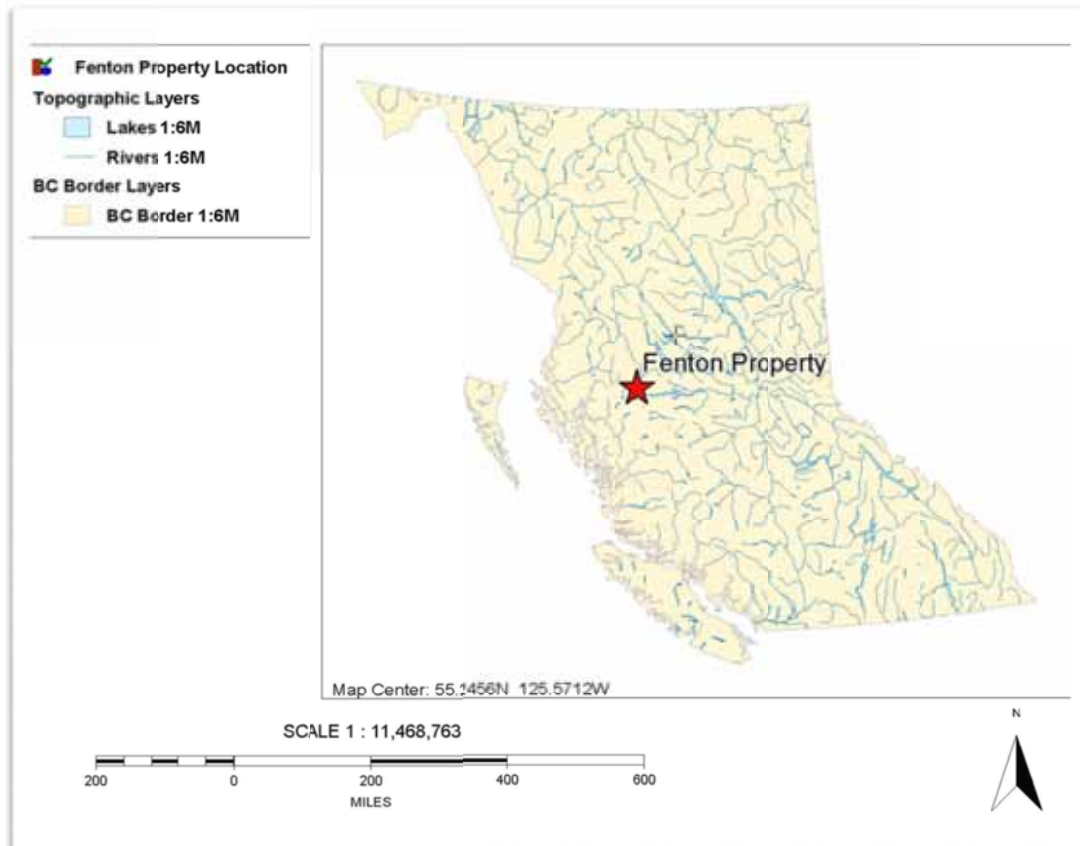 Fenton Property Location
Topographic Layers
Lakes 1:6M
Rivers 1:6M
BC Border Layers
BC Border 1:6M
Fenton Property
Map Center: 125.5712W
SCALE 1 : 11,468,763
200 0 200 400 600
MILES
N